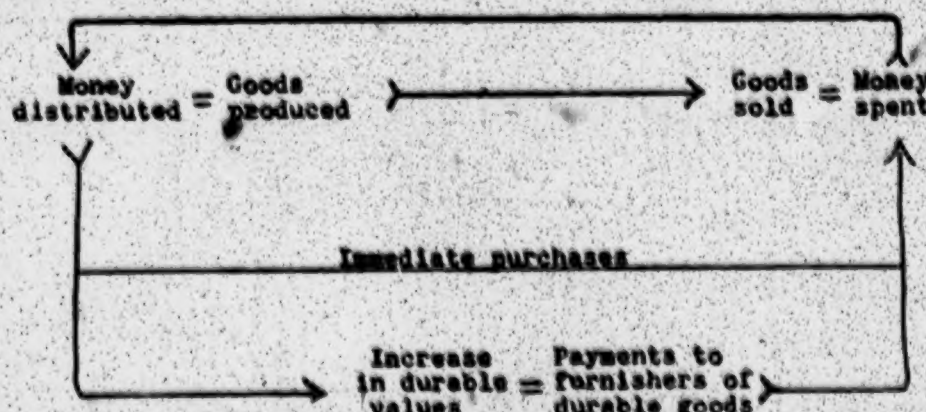 Money
distributed = Goods
produced
Goods
sold = Money
spent
Immediate purchases
Increase
in durable
values = Payments to
furnishers of
durable goods